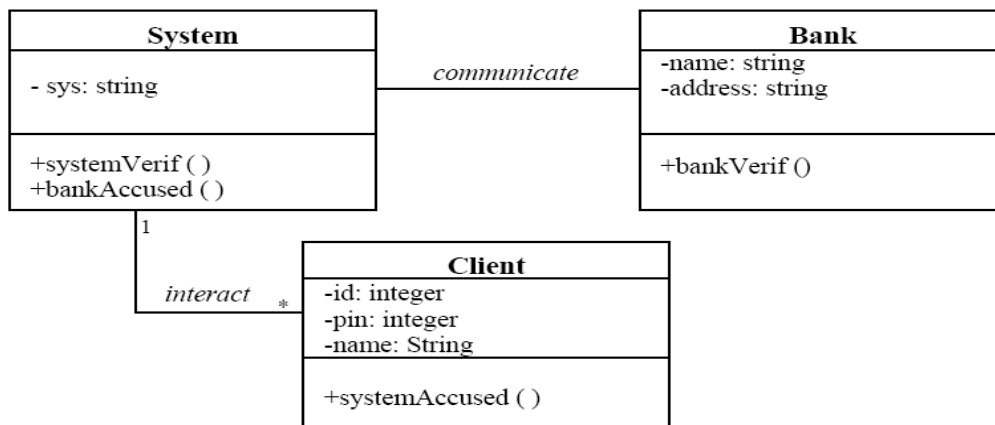 System
- sys: string
+systemVerif ( )
+bankAccused ( )
communicate
Bank
-name: string
-address: string
+bankVerif ()
1
interact
*
Client
-id: integer
-pin: integer
-name: String
+systemAccused ( )